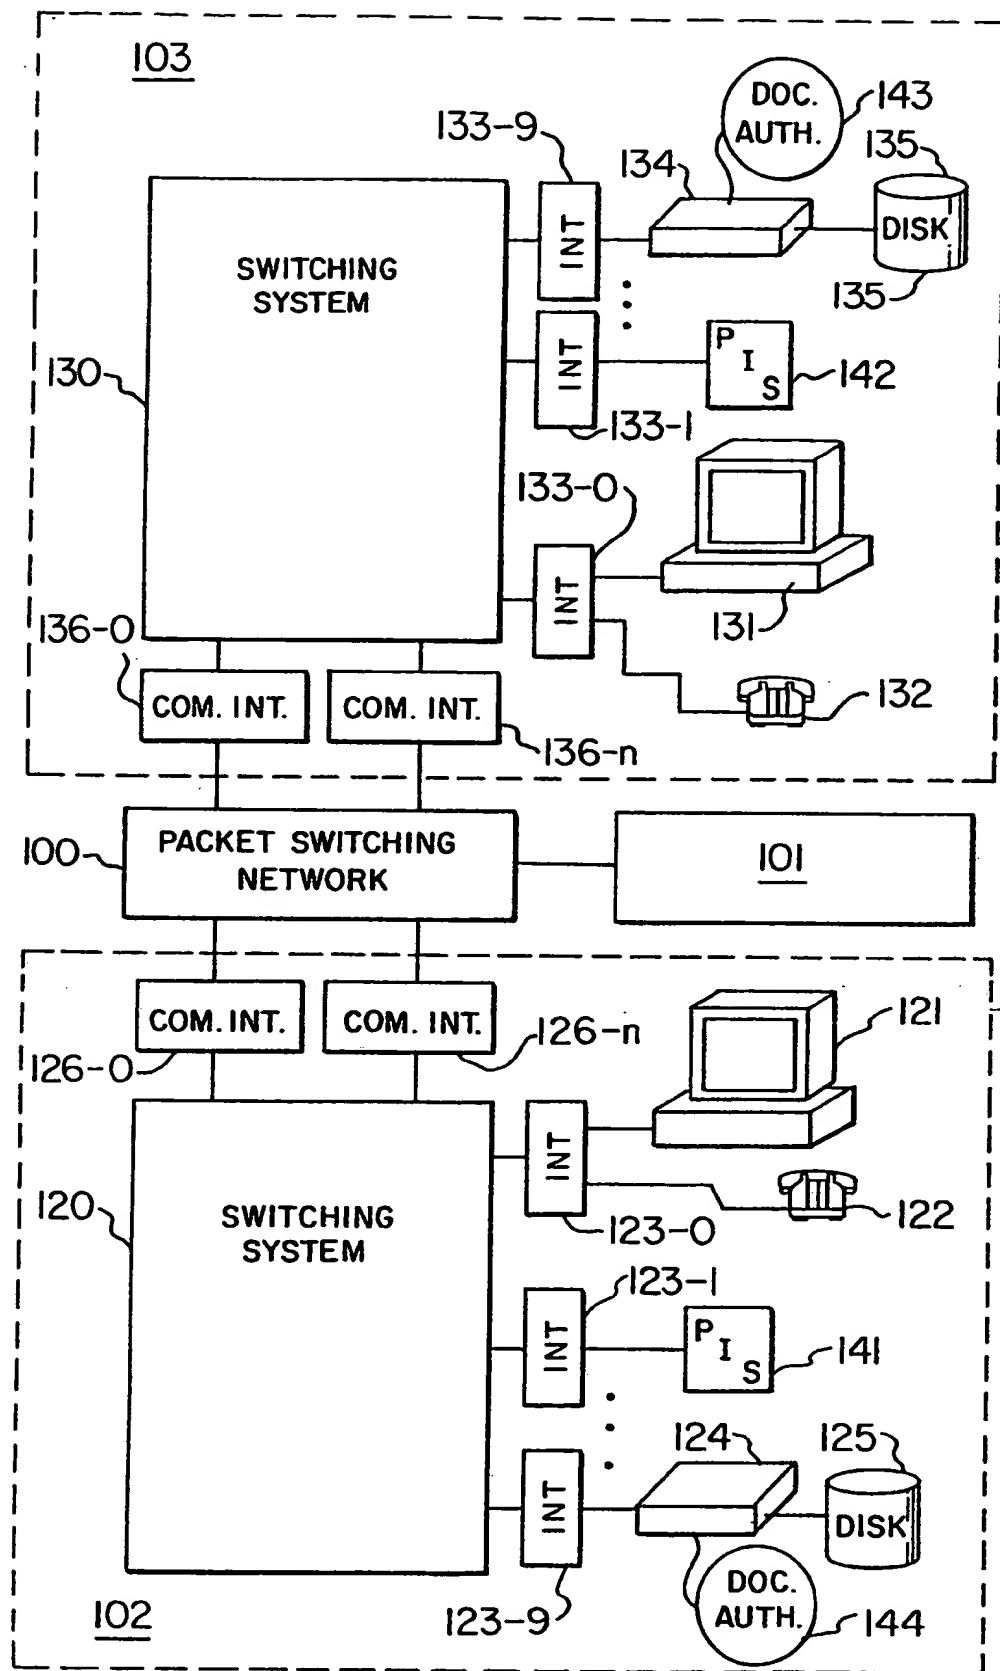 103
DOC.
AUTH.
143
133-9
134
135
INT
DISK
135
SWITCHING
SYSTEM
130
INT
P
I
S
142
133-1
133-0
INT
131
136-0
COM. INT.
COM. INT.
132
136-n
100
PACKET SWITCHING
NETWORK
101
COM. INT.
COM. INT.
126-0
126-n
121
INT
120
SWITCHING
SYSTEM
123-0
122
123-1
INT
P
I
S
141
124
125
INT
DISK
123-9
DOC.
AUTH.
144
102